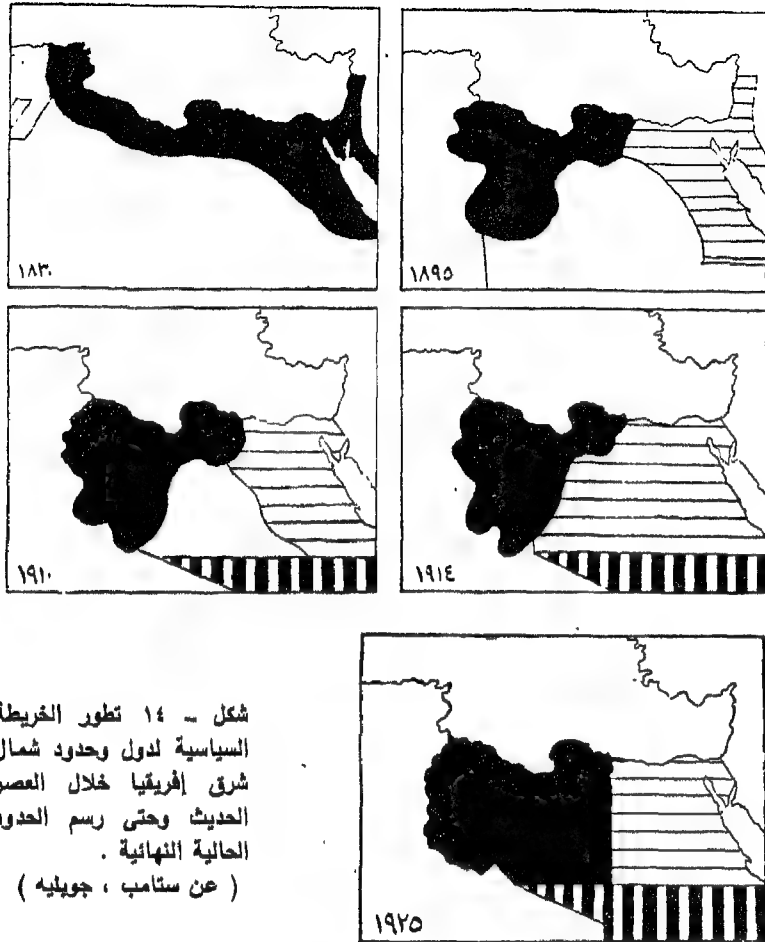 ١٨٣٠
١٨٩٥
١٩١٠
١٩١٤
شكل - ١٤ تطور الخريطة
السياسية لدول وحدود شمال
شرق إفريقيا خلال العصر
الحديث وحتى رسم الحدود
الحالية النهائية .
( عن ستامب ، جوبليه )
١٩٢٥